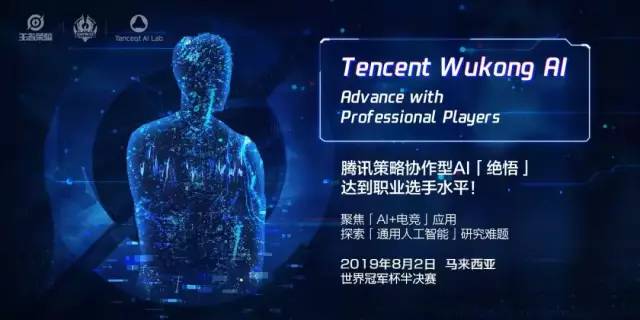 王者荣耀
Tencent AI Lab
Tencent Wukong AI
Advance with
Professional Players
腾讯策略协作型AI「绝悟」
达到职业选手水平！
聚焦「AI+电竞」应用
探索「通用人工智能」研究难题
2019年8月2日 马来西亚
世界冠军杯半决赛